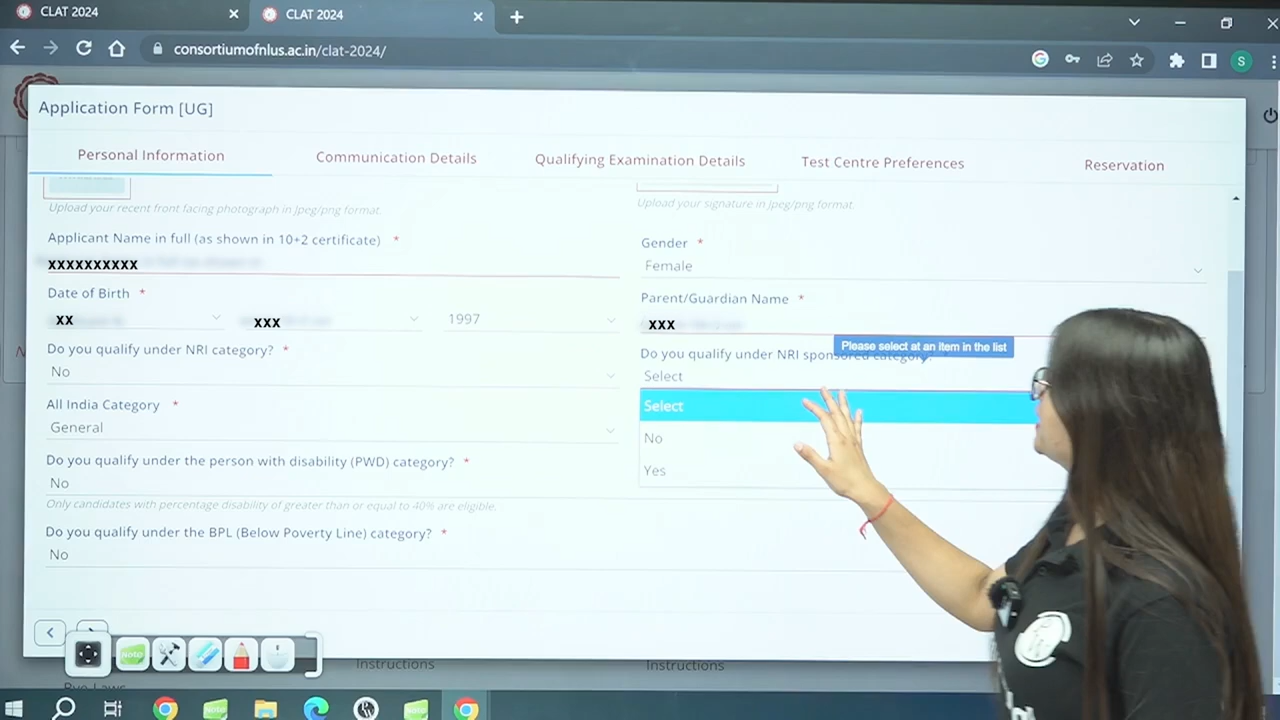 CLAT 2024
CLAT 2024
consortiumofnlus.ac.in/clat-2024/
S
Application Form [UG]
Personal Information
Communication Details
Qualifying Examination Details
Test Centre Preferences
Reservation
Upload your recent front facing photograph in Jpeg/png format.
Upload your signature in Jpeg/png format.
Applicant Name in full (as shown in 10+2 certificate) *
xxxxxxxxxx
Gender *
Female
Date of Birth *
xx
xxx
1997
Parent/Guardian Name *
xxx
Please select at an item in the list
Do you qualify under NRI category? *
No
Do you qualify under NRI sponsored category?
Select
Select
No
Yes
All India Category *
General
Do you qualify under the person with disability (PWD) category? *
No
Only candidates with percentage disability of greater than or equal to 40% are eligible.
Do you qualify under the BPL (Below Poverty Line) category? *
No
Instructions
Instructions
Bye-Laws